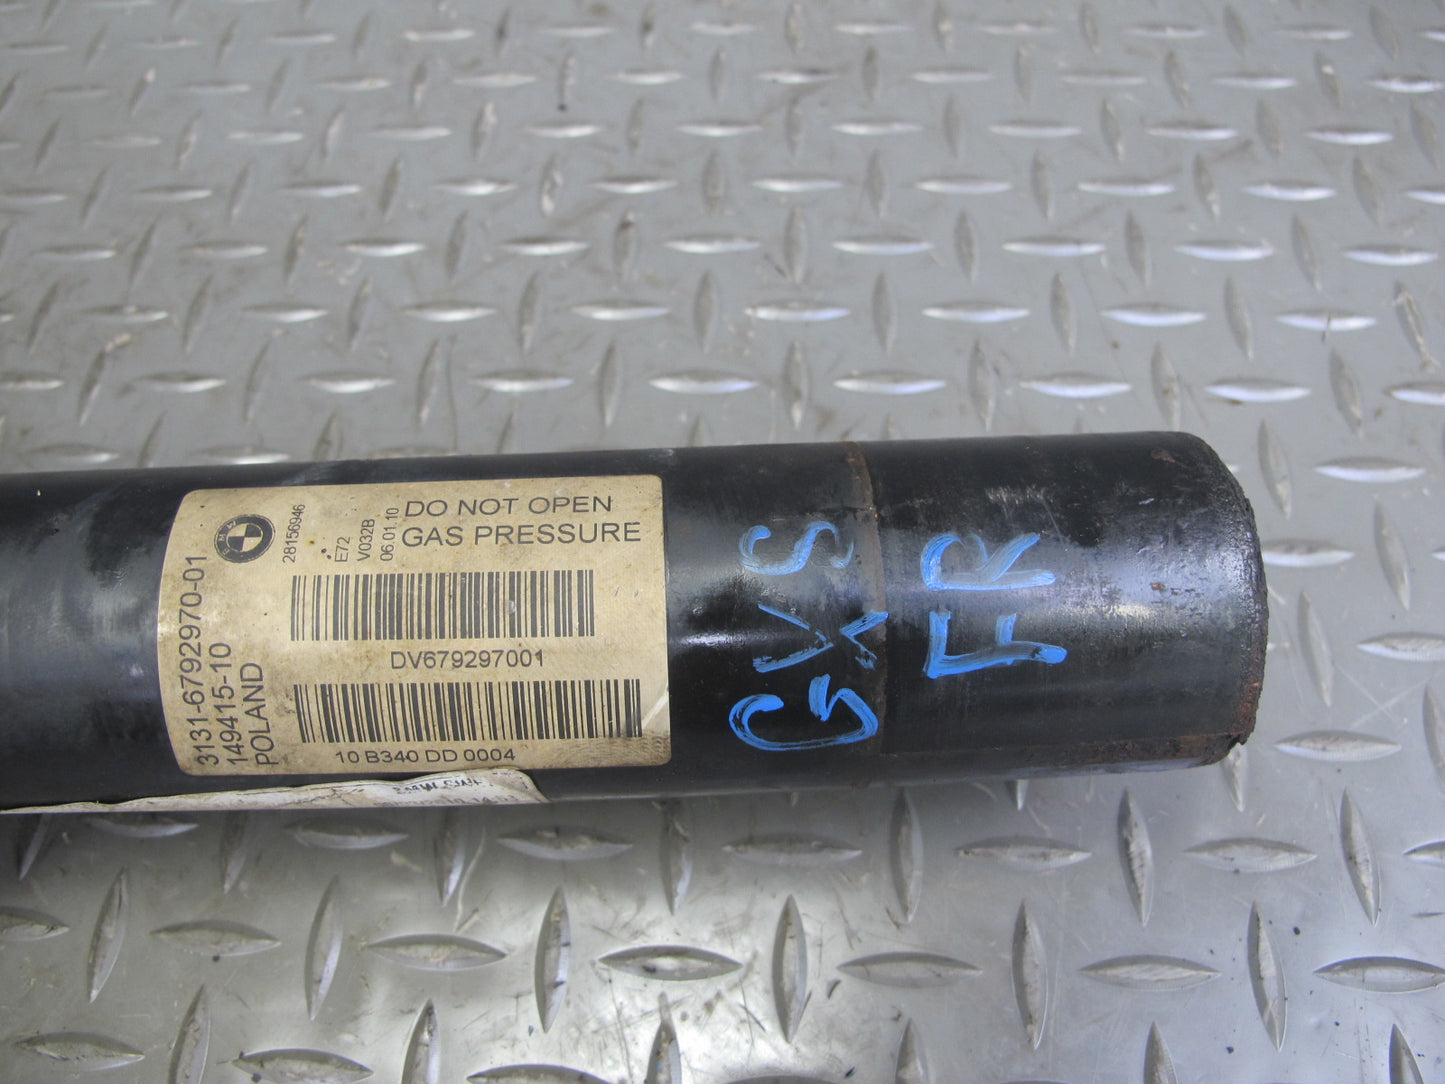 DO NOT OPEN
GAS PRESSURE
28156946
E72
V032B
06.01.10
BMW
3131-6792970-01
149415-10
POLAND
DV679297001
10 B340 DD 0004
FR